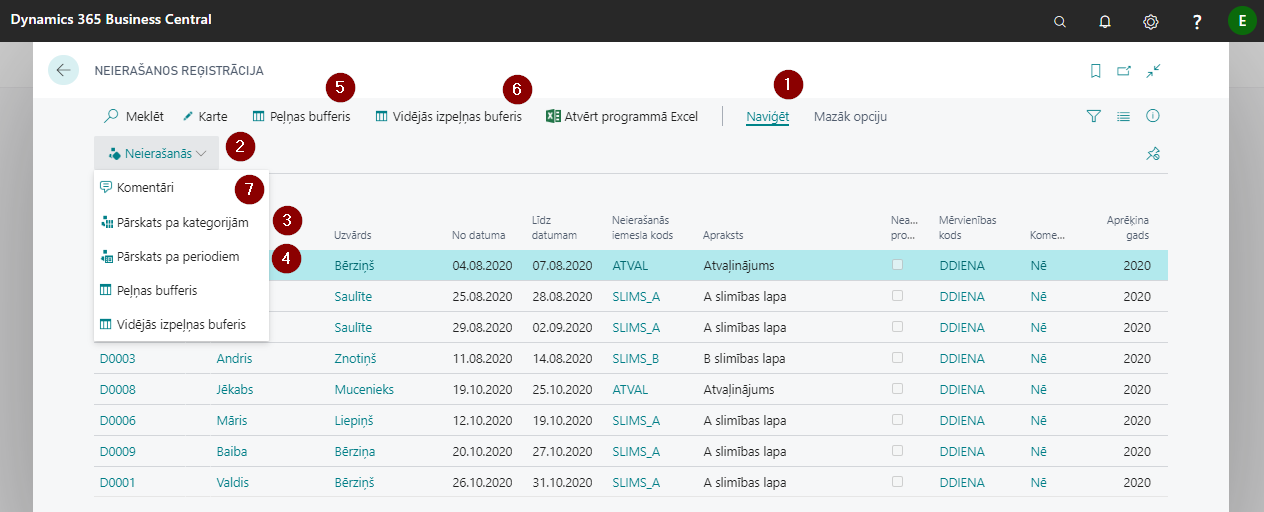 Dynamics 365 Business Central
?
E
NEIERAŠANOS REĢISTRĀCIJA
5
6
1
Meklēt Karte Peļņas bufferis Vidējās izpeļņas buferis Atvērt programmā Excel Naviģēt Mazāk opciju
Neierašanās 2
Komentāri 7
Pārskats pa kategorijām 3
Pārskats pa periodiem 4
Peļņas bufferis
Vidējās izpeļņas buferis
Uzvārds No datuma Līdz datumam Neierašanās iemesla kods Apraksts Nea... pro... Mērvienības kods Kome... Aprēķina gads
Bērziņš 04.08.2020 07.08.2020 ATVAL Atvaļinājums DDIENA Nē 2020
Saulīte 25.08.2020 28.08.2020 SLIMS_A A slimības lapa DDIENA Nē 2020
Saulīte 29.08.2020 02.09.2020 SLIMS_A A slimības lapa DDIENA Nē 2020
D0003 Andris Znotiņš 11.08.2020 14.08.2020 SLIMS_B B slimības lapa DDIENA Nē 2020
D0008 Jēkabs Mucenieks 19.10.2020 25.10.2020 ATVAL Atvaļinājums DDIENA Nē 2020
D0006 Māris Liepiņš 12.10.2020 19.10.2020 SLIMS_A A slimības lapa DDIENA Nē 2020
D0009 Baiba Bērziņa 20.10.2020 27.10.2020 SLIMS_A A slimības lapa DDIENA Nē 2020
D0001 Valdis Bērziņš 26.10.2020 31.10.2020 SLIMS_A A slimības lapa DDIENA Nē 2020